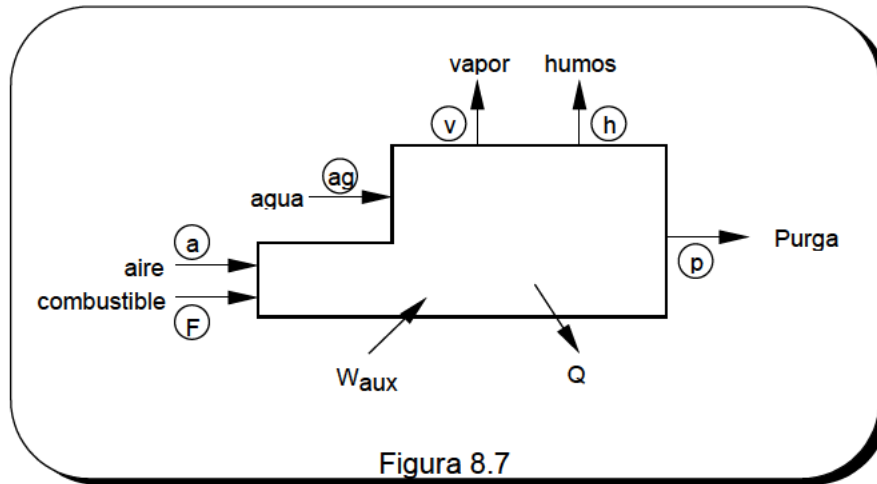 vapor humos
v h
ag
agua
a
aire
combustible
F
Purga
p
Waux
Q
Figura 8.7